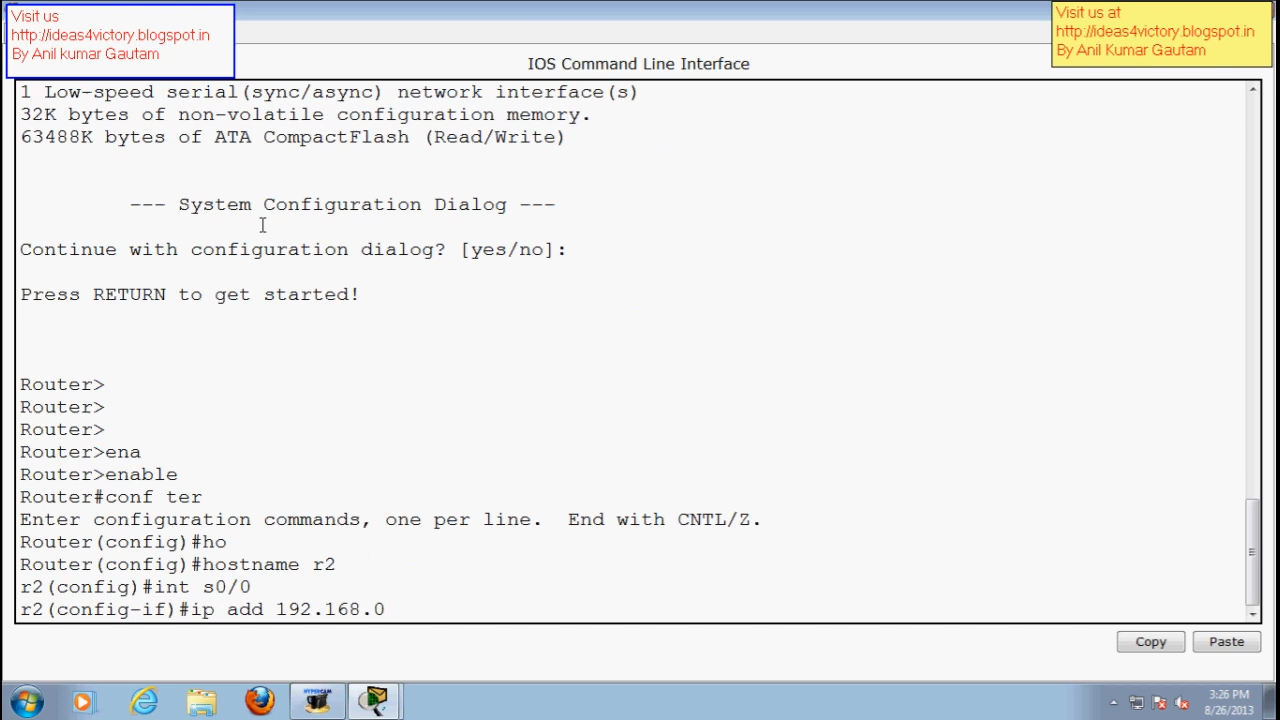 Visit us
http://ideas4victory.blogspot.in
By Anil kumar Gautam
Visit us at
http://ideas4victory.blogspot.in
By Anil Kumar Gautam
IOS Command Line Interface
1 Low-speed serial(sync/async) network interface(s)
32K bytes of non-volatile configuration memory.
63488K bytes of ATA CompactFlash (Read/Write)
--- System Configuration Dialog ---
Continue with configuration dialog? [yes/no]:
Press RETURN to get started!
Router>
Router>
Router>
Router>ena
Router>enable
Router#conf ter
Enter configuration commands, one per line.  End with CNTL/Z.
Router(config)#ho
Router(config)#hostname r2
r2(config)#int s0/0
r2(config-if)#ip add 192.168.0
Copy
Paste
HYPERCAM
3:26 PM
8/26/2013